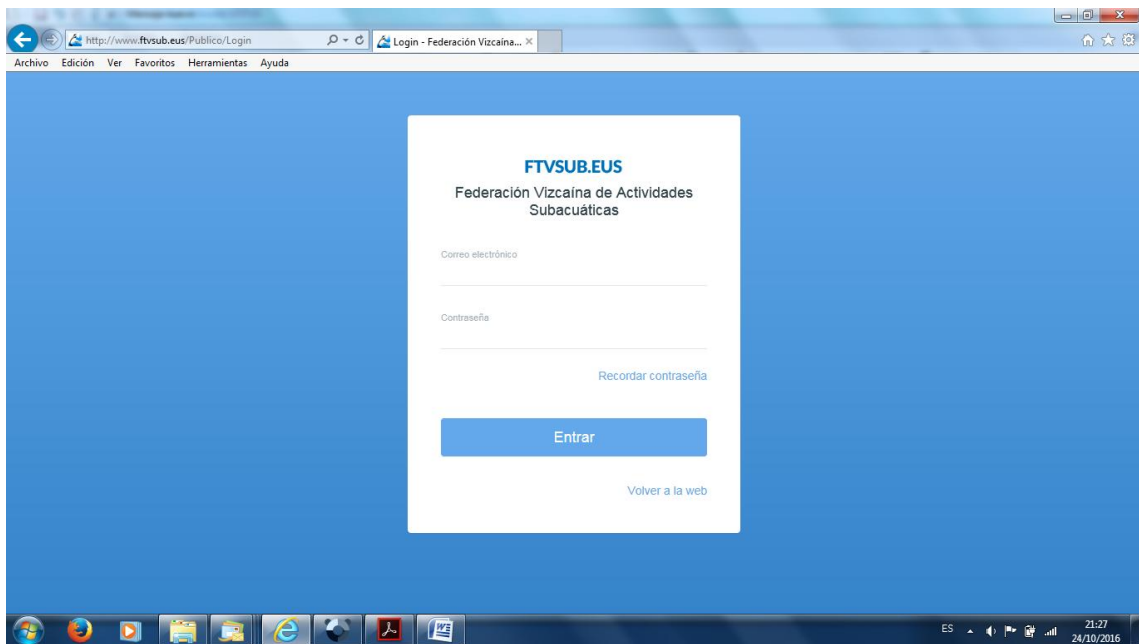 http://www.ftvsub.eus/Publico/Login
Login - Federación Vizcaína...
Archivo Edición Ver Favoritos Herramientas Ayuda
FTVSUB.EUS
Federación Vizcaína de Actividades
Subacuáticas
Correo electrónico
Contraseña
Recordar contraseña
Entrar
Volver a la web
ES
21:27
24/10/2016